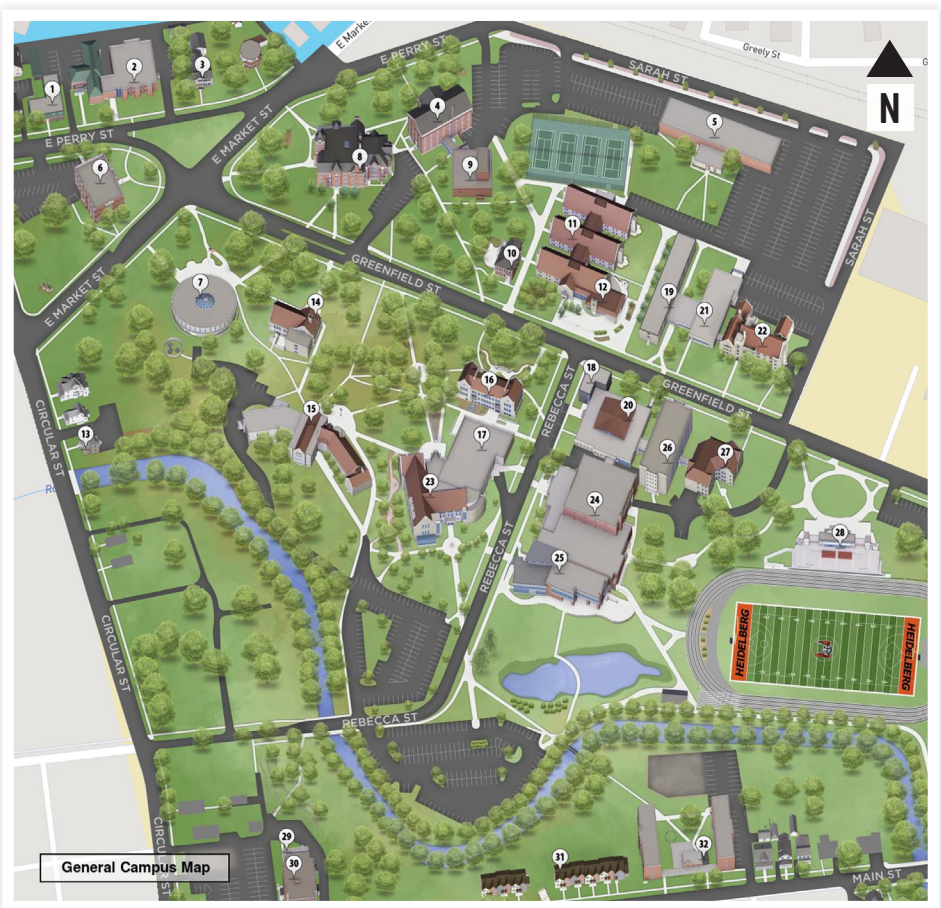 E Market
E PERRY ST
SARAH ST
Greely St
G
N
1
2
3
4
5
E PERRY ST
E MARKET ST
6
8
9
10
11
12
SARAH ST
E MARKET ST
7
GREENFIELD ST
14
19
21
22
CIRCULAR ST
13
15
16
18
REBECCA ST
GREENFIELD ST
17
20
26
27
23
24
25
28
REBECCA ST
HEIDELBERG
HEIDELBERG
CIRCULAR ST
REBECCA ST
29
30
31
32
General Campus Map
MAIN ST